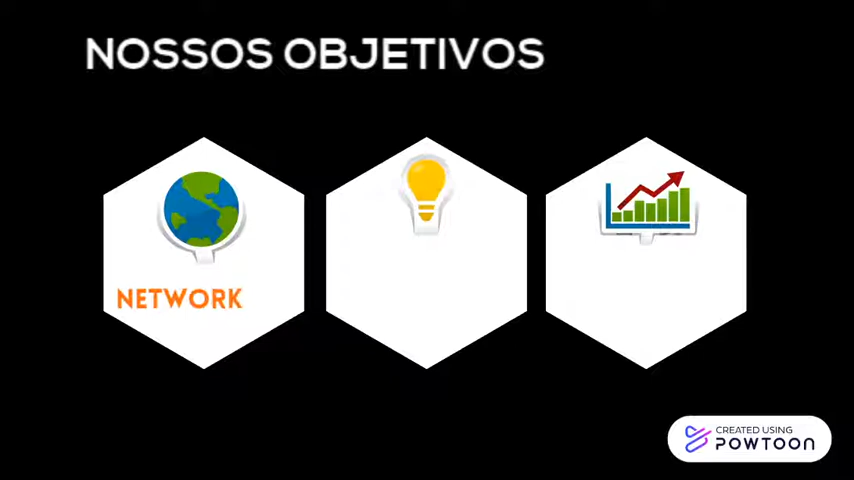 NOSSOS OBJETIVOS
NETWORK
CREATED USING
POWTOON